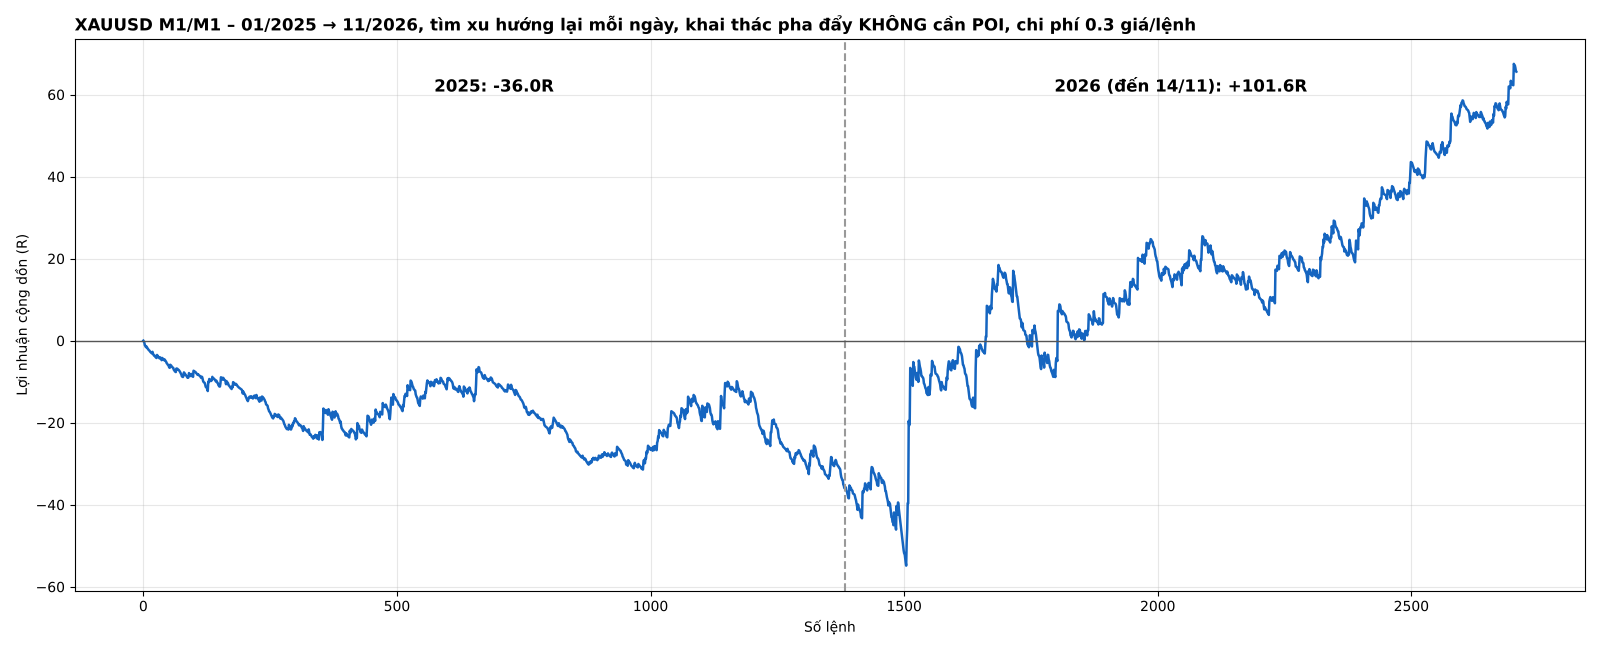 XAUUSD M1/M1 – 01/2025 → 11/2026, tìm xu hướng lại mỗi ngày, khai thác pha đẩy KHÔNG cần POI, chi phí 0.3 giá/lệnh
2025: -36.0R
2026 (đến 14/11): +101.6R
Lợi nhuận cộng dồn (R)
60
40
20
0
−20
−40
−60
0
500
1000
1500
2000
2500
Số lệnh